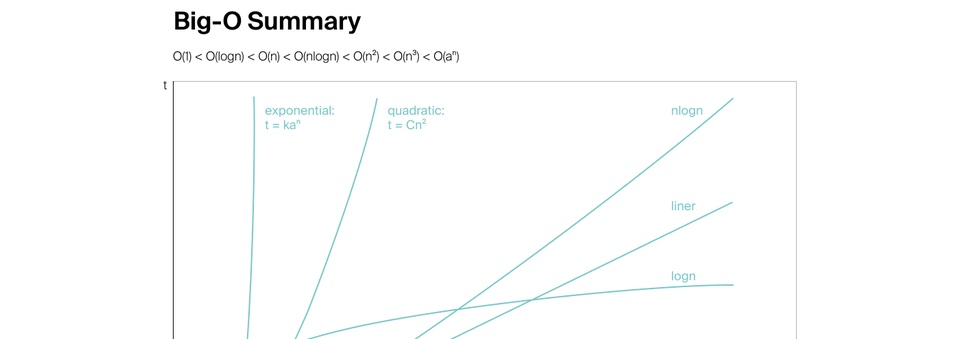 Big-O Summary
O(1) < O(logn) < O(n) < O(nlogn) < O(n²) < O(n³) < O(aⁿ)
t
exponential:
t = kaⁿ
quadratic:
t = Cn²
nlogn
liner
logn